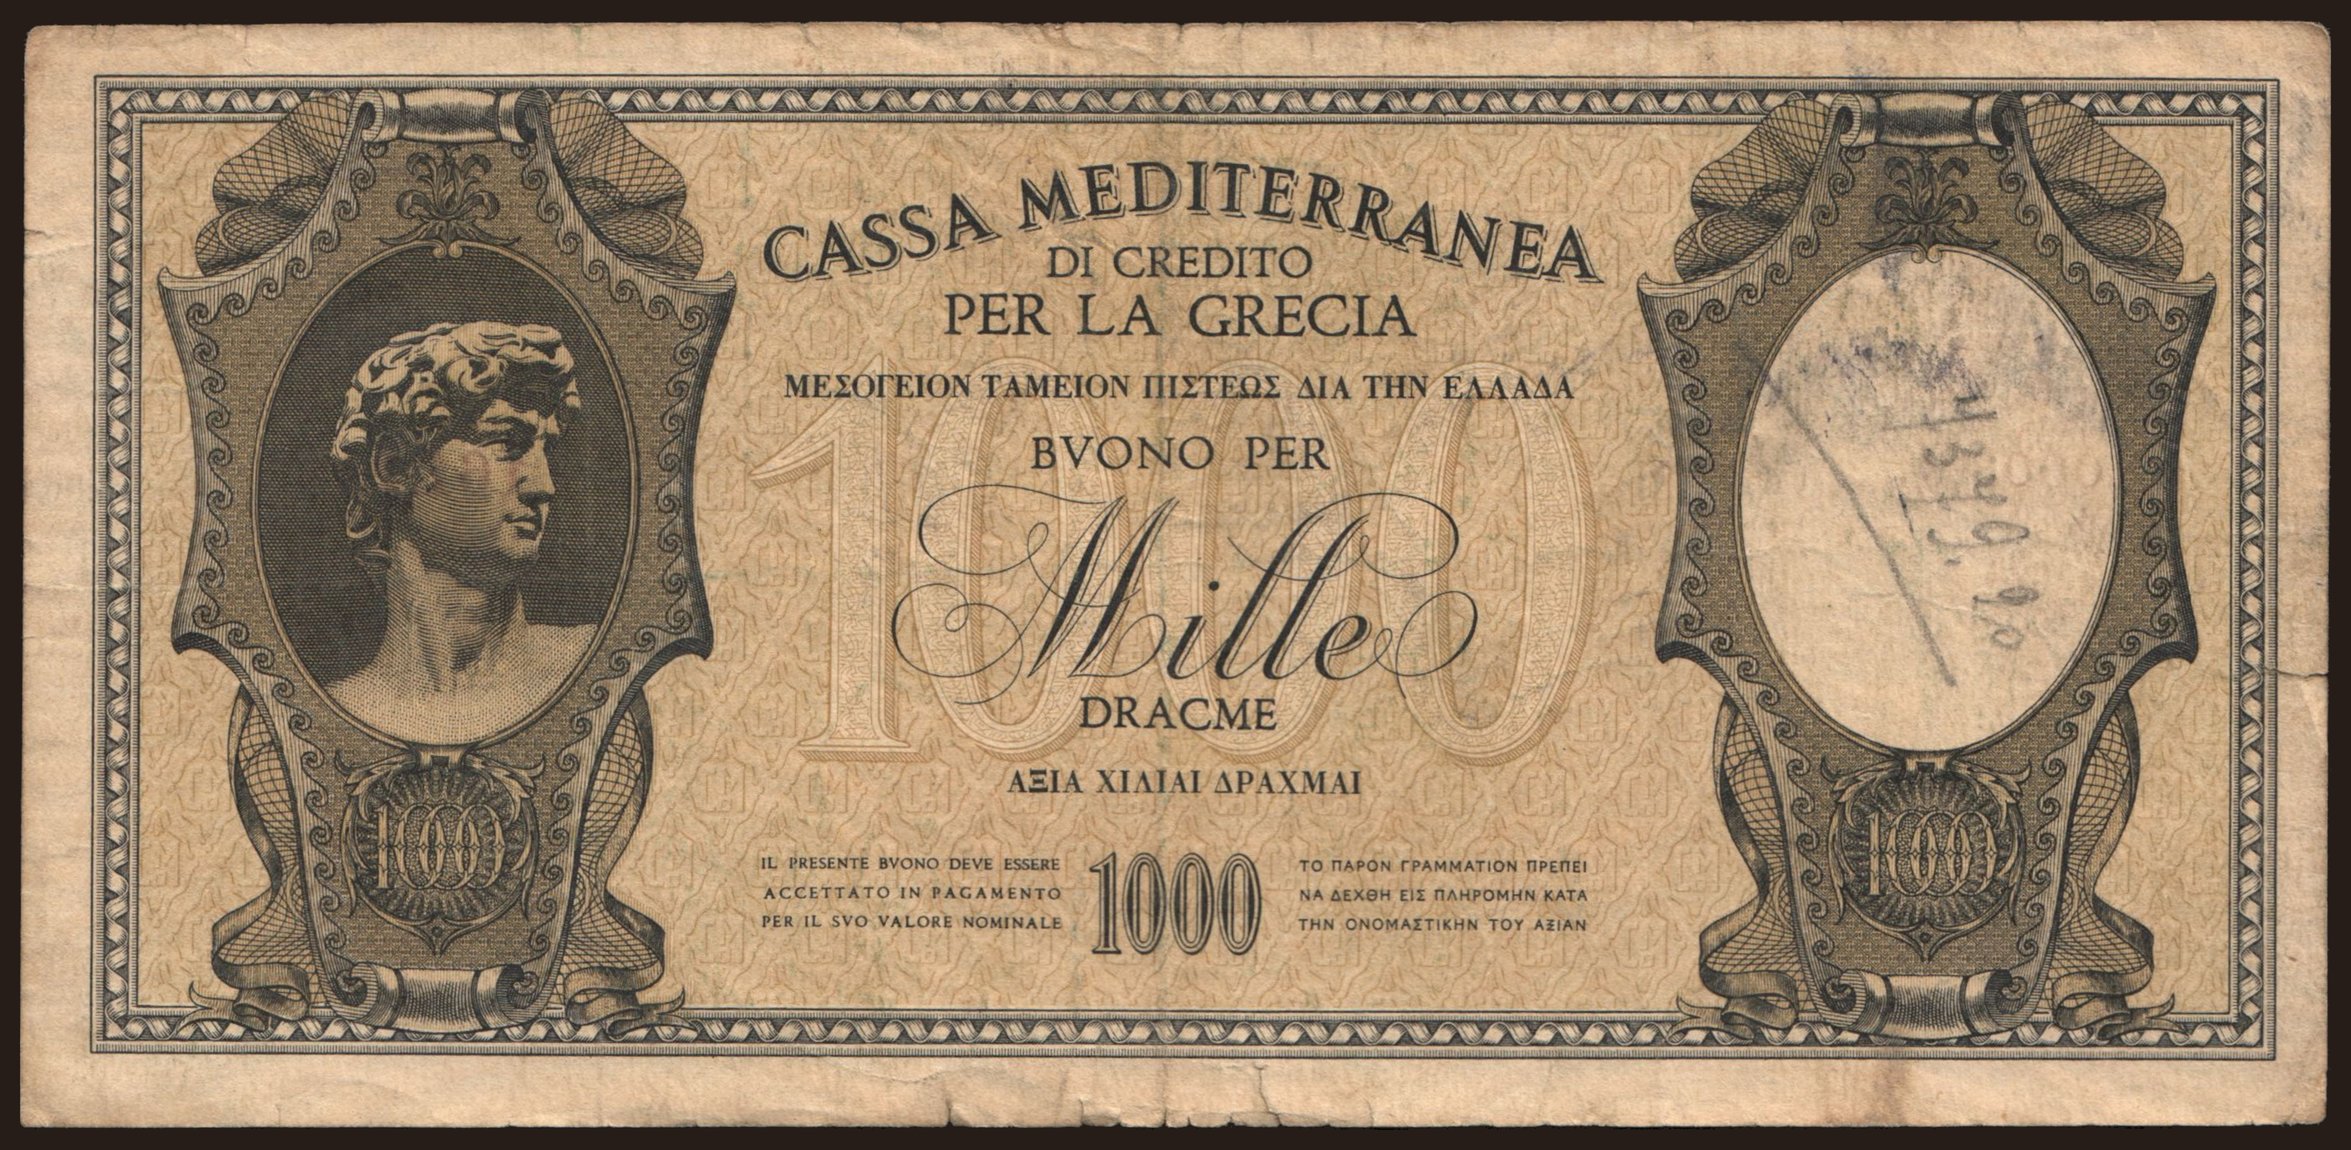 CASSA MEDITERRANEA
DI CREDITO
PER LA GRECIA
ΜΕΣΟΓΕΙΟΝ ΤΑΜΕΙΟΝ ΠΙΣΤΕΩΣ ΔΙΑ ΤΗΝ ΕΛΛΑΔΑ
BVONO PER
1000
Mille
DRACME
ΑΞΙΑ ΧΙΛΙΑΙ ΔΡΑΧΜΑΙ
1000
IL PRESENTE BVONO DEVE ESSERE
ACCETTATO IN PAGAMENTO
PER IL SVO VALORE NOMINALE
1000
ΤΟ ΠΑΡΟΝ ΓΡΑΜΜΑΤΙΟΝ ΠΡΕΠΕΙ
ΝΑ ΔΕΧΘΗ ΕΙΣ ΠΛΗΡΟΜΗΝ ΚΑΤΑ
ΤΗΝ ΟΝΟΜΑΣΤΙΚΗΝ ΤΟΥ ΑΞΙΑΝ
1000